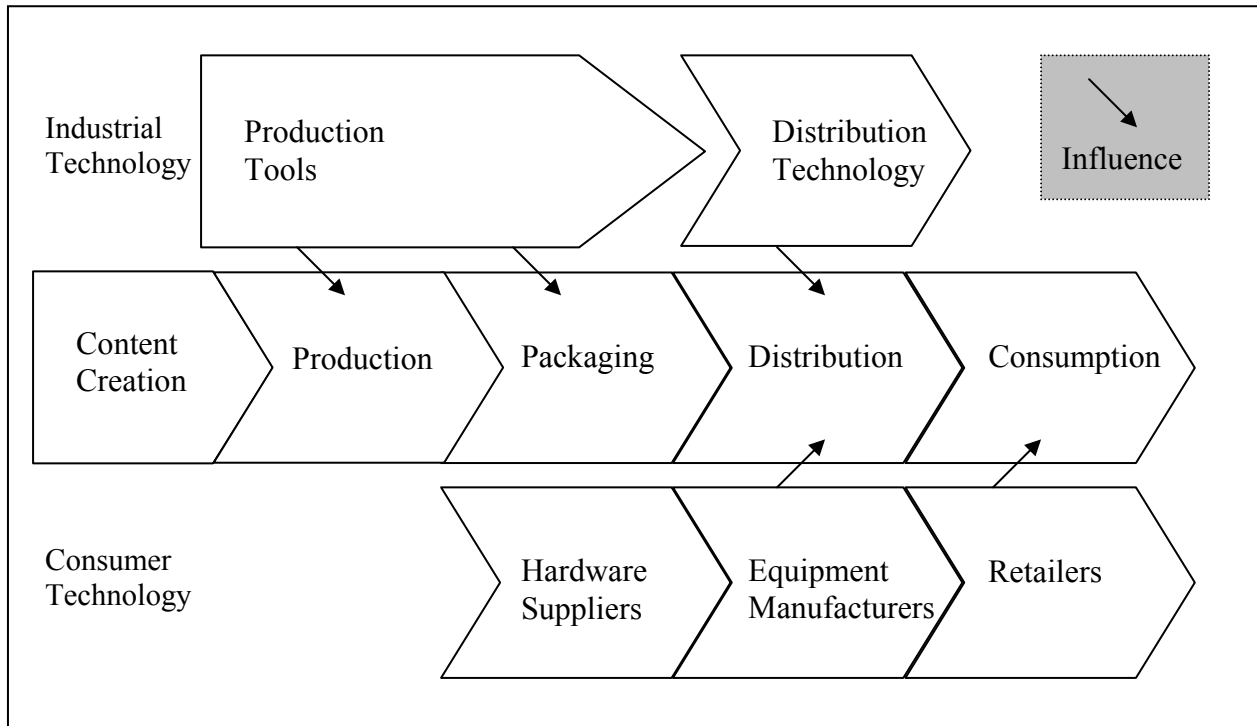 Industrial
Technology
Production
Tools
Distribution
Technology
Influence
Content
Creation
Production
Packaging
Distribution
Consumption
Consumer
Technology
Hardware
Suppliers
Equipment
Manufacturers
Retailers